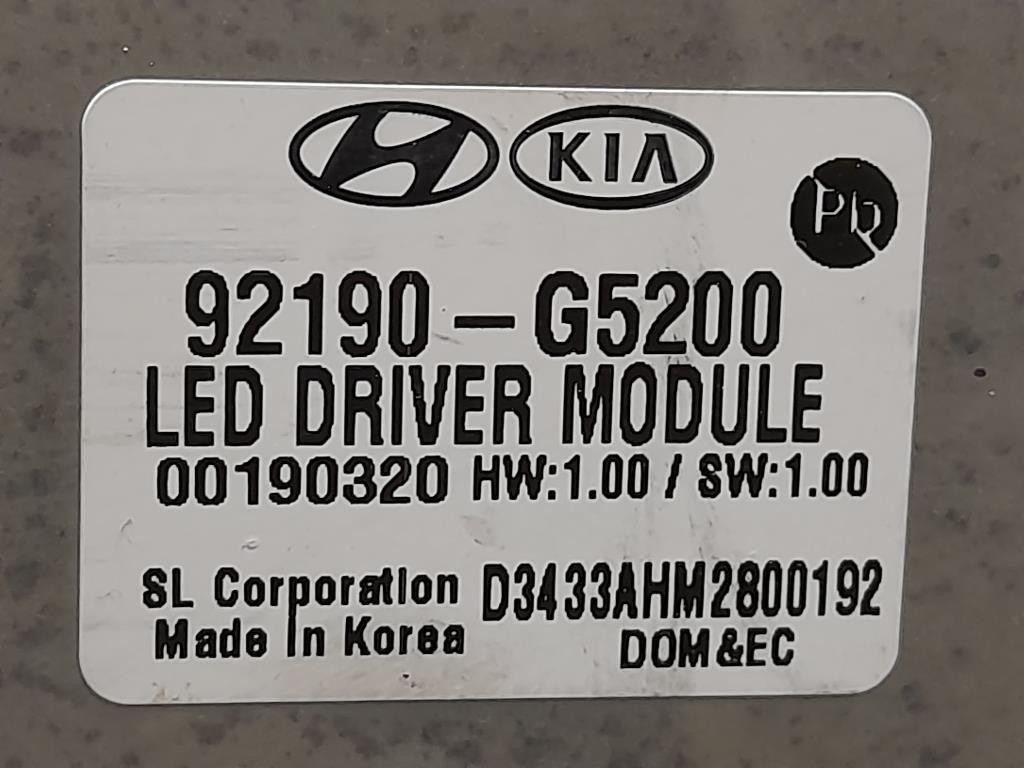 KIA
Pb
92190-G5200
LED DRIVER MODULE
00190320 HW:1.00 / SW:1.00
SL Corporation D3433AHM2800192
Made In Korea DOM&EC